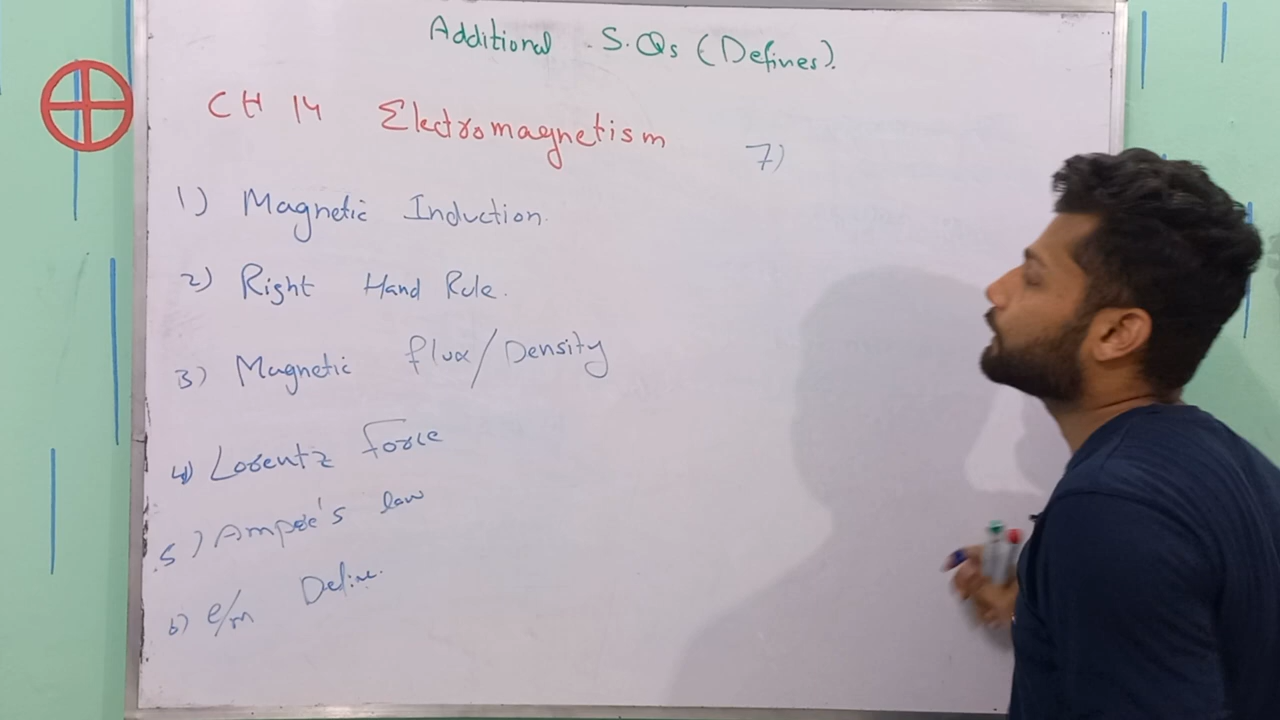 Additional S.Qs (Defines).
CH 14 Electromagnetism
1) Magnetic Induction.
2) Right Hand Rule.
3) Magnetic flux/Density
4) Lorentz Force
5) Ampere's law
6) e/m Define.
7)